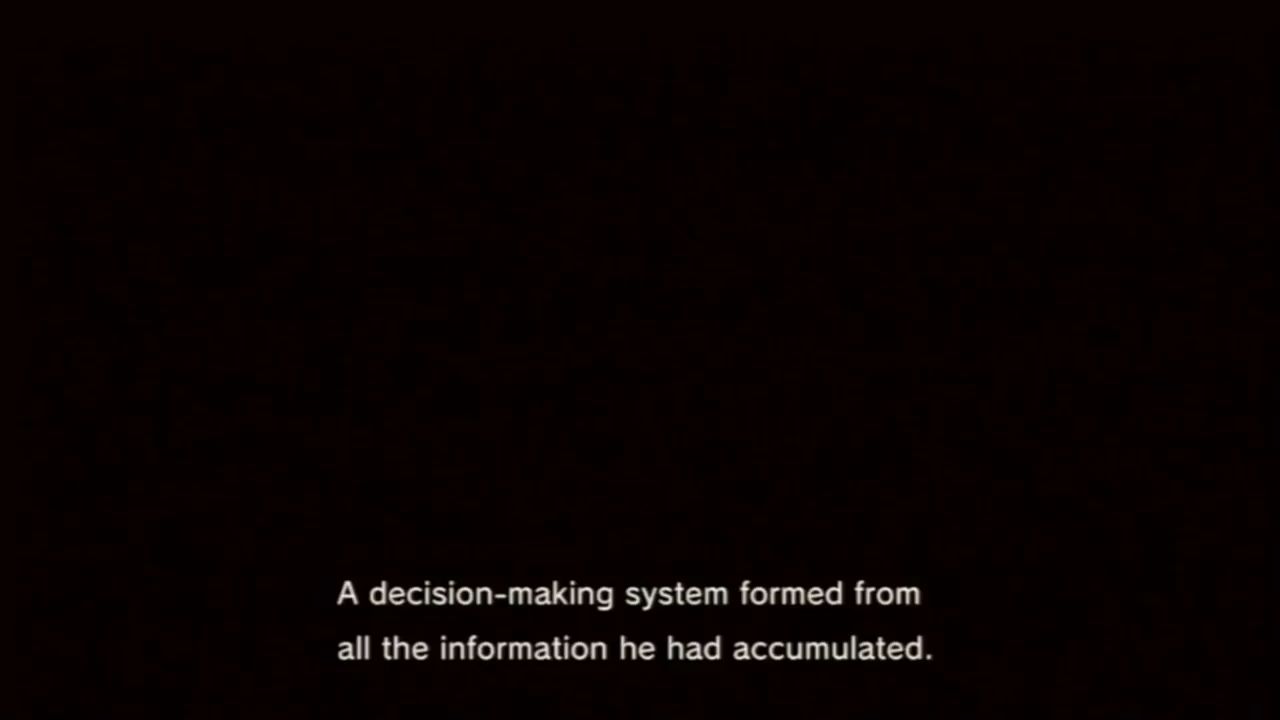 A decision-making system formed from
all the information he had accumulated.